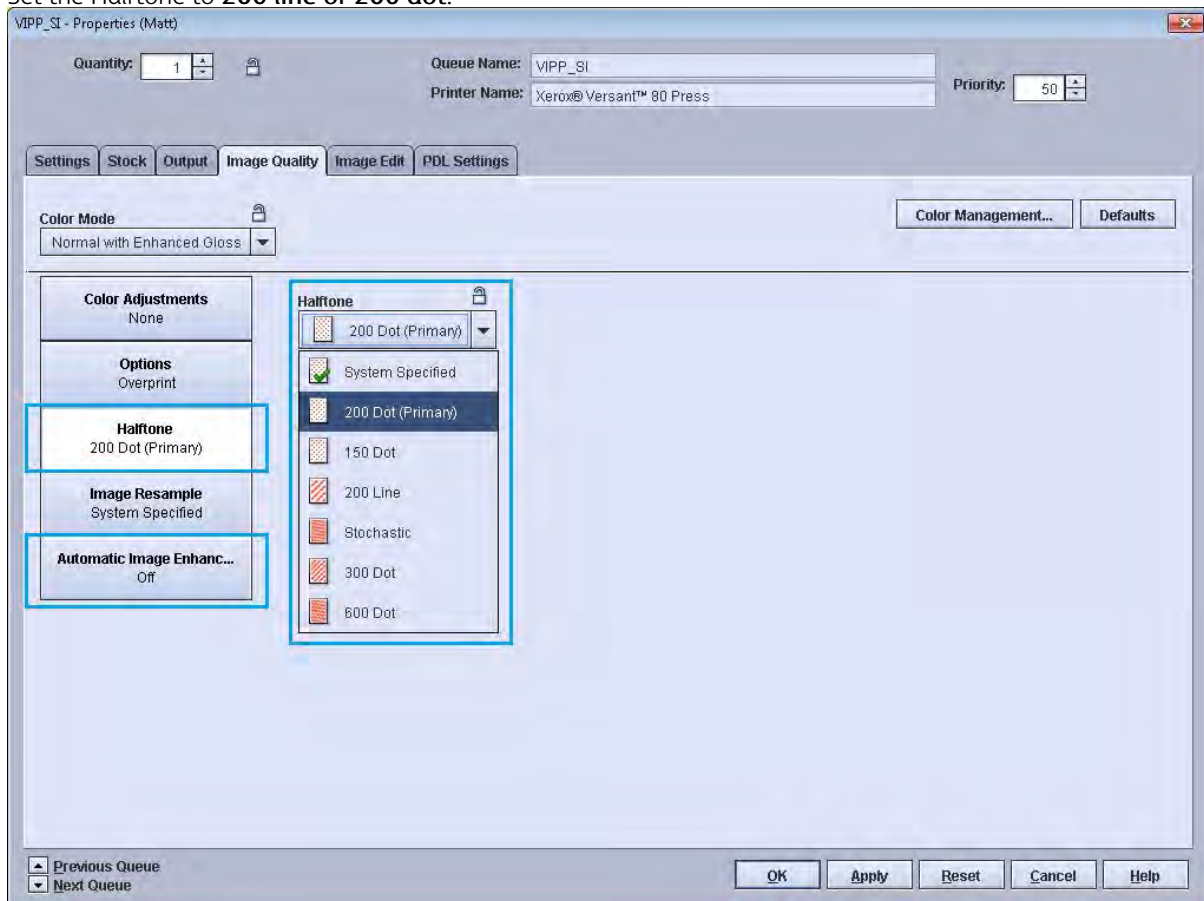 Set the Halftone to 200 line or 200 dot.
VIPP_SI - Properties (Matt)
Quantity: 1
Queue Name: VIPP_SI
Printer Name: Xerox® Versant™ 80 Press
Priority: 50
Settings Stock Output Image Quality Image Edit PDL Settings
Color Mode
Normal with Enhanced Gloss
Color Management... Defaults
Color Adjustments
None
Options
Overprint
Halftone
200 Dot (Primary)
Image Resample
System Specified
Automatic Image Enhanc...
Off
Halftone
200 Dot (Primary)
System Specified
200 Dot (Primary)
150 Dot
200 Line
Stochastic
300 Dot
600 Dot
Previous Queue
Next Queue
OK Apply Reset Cancel Help